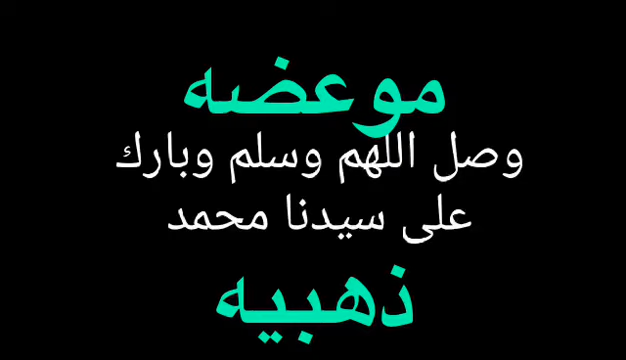 موعضه
وصل اللهم وسلم وبارك
على سيدنا محمد
ذهبيه